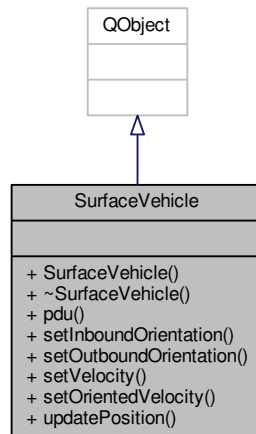 QObject
SurfaceVehicle
+ SurfaceVehicle()
+ ~SurfaceVehicle()
+ pdu()
+ setInboundOrientation()
+ setOutboundOrientation()
+ setVelocity()
+ setOrientedVelocity()
+ updatePosition()